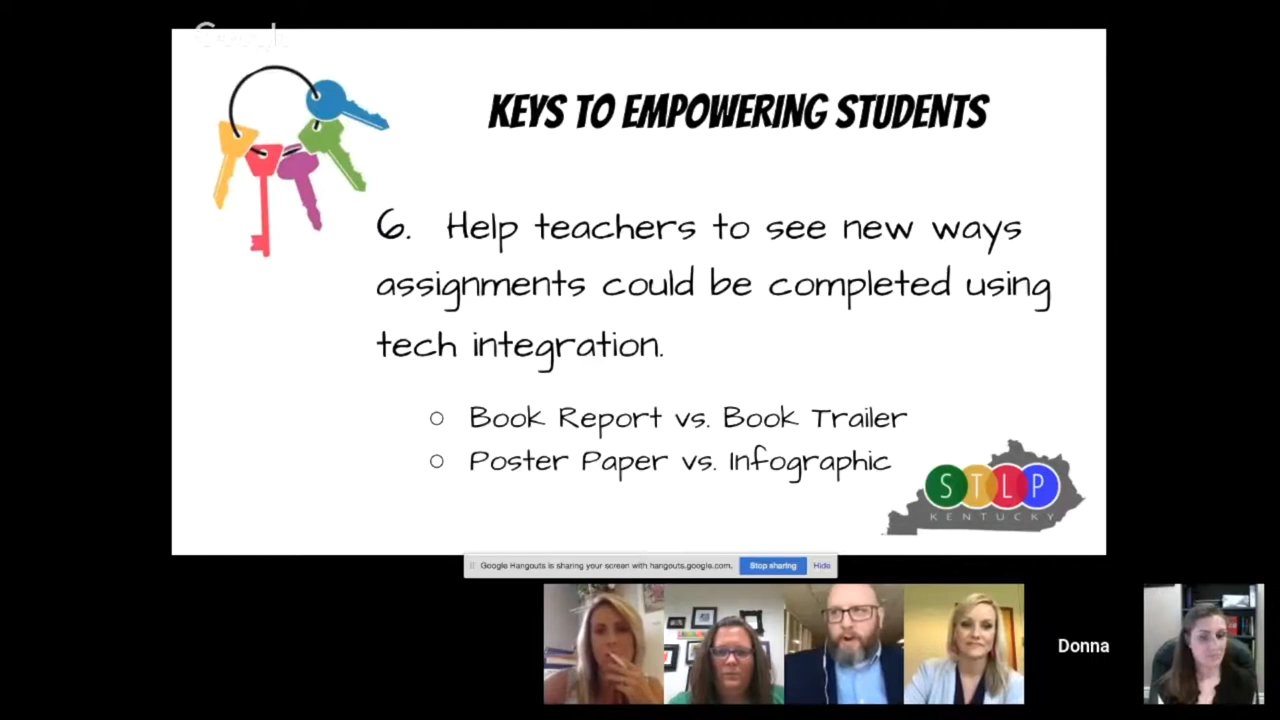 Google
KEYS TO EMPOWERING STUDENTS
6. Help teachers to see new ways
assignments could be completed using
tech integration.
Book Report vs. Book Trailer
Poster Paper vs. Infographic
STLP
KENTUCKY
Google Hangouts is sharing your screen with hangouts.google.com.
Stop sharing
Hide
Donna